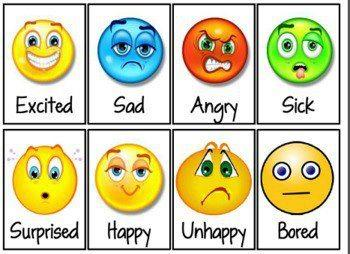 Excited Sad Angry Sick
Surprised Happy Unhappy Bored